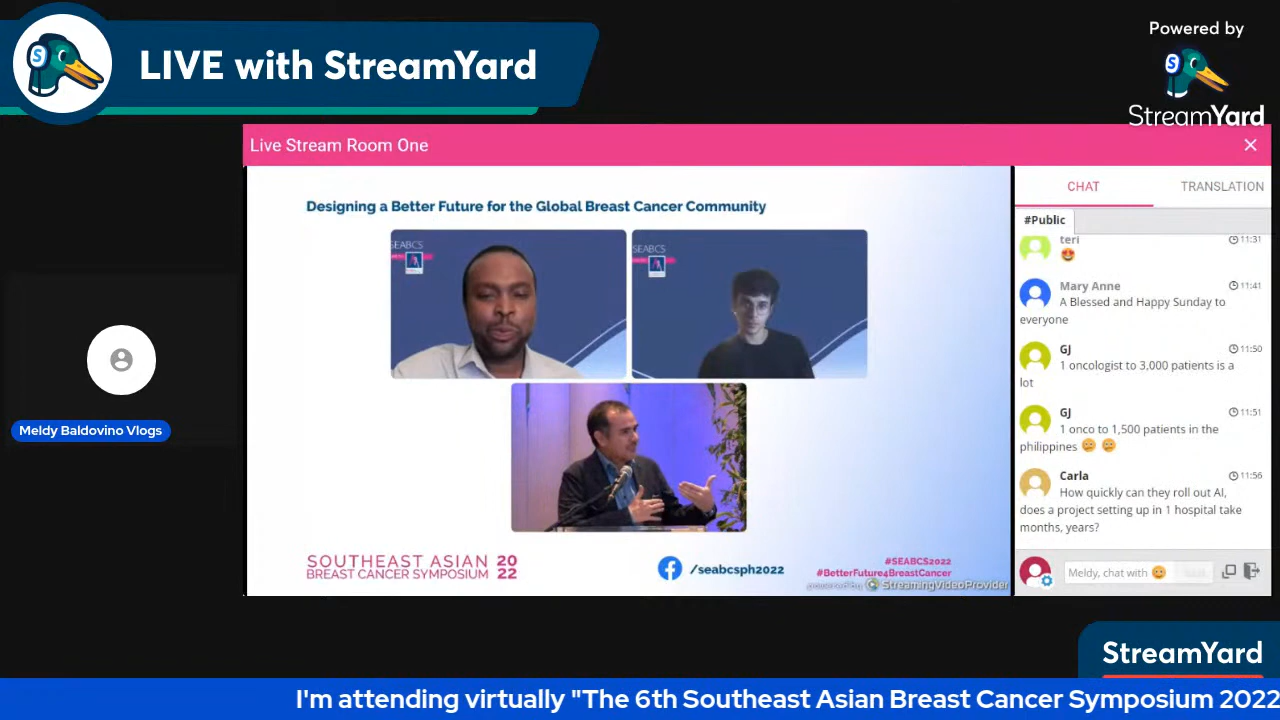 LIVE with StreamYard
Powered by
StreamYard
Live Stream Room One
Designing a Better Future for the Global Breast Cancer Community
SEABCS
SEABCS
SOUTHEAST ASIAN
BREAST CANCER SYMPOSIUM
20
22
/seabcsph2022
#SEABCS2022
#BetterFuture4BreastCancer
StreamingVideoProvider
CHAT
TRANSLATION
#Public
teri
11:31
Mary Anne
11:41
A Blessed and Happy Sunday to
everyone
GJ
11:50
1 oncologist to 3,000 patients is a
lot
GJ
11:51
1 onco to 1,500 patients in the
philippines
Carla
11:56
How quickly can they roll out AI,
does a project setting up in 1 hospital take
months, years?
Meldy, chat with
Meldy Baldovino Vlogs
StreamYard
I'm attending virtually "The 6th Southeast Asian Breast Cancer Symposium 2022